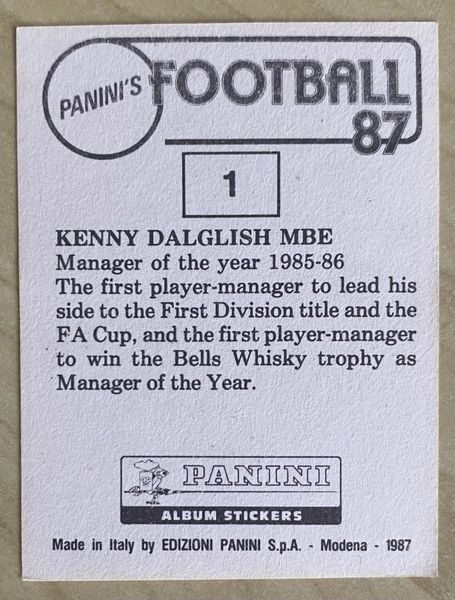 PANINI'S
FOOTBALL
87
1
KENNY DALGLISH MBE
Manager of the year 1985-86
The first player-manager to lead his
side to the First Division title and the
FA Cup, and the first player-manager
to win the Bells Whisky trophy as
Manager of the Year.
PANINI
ALBUM STICKERS
Made in Italy by EDIZIONI PANINI S.p.A. - Modena - 1987